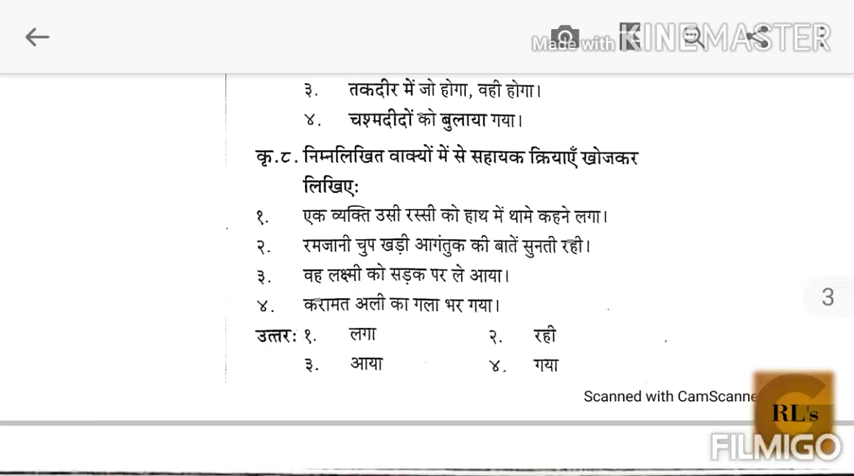 Made with KINEMASTER
३. तकदीर में जो होगा, वही होगा।
४. चश्मदीदों को बुलाया गया।
कृ.८. निम्नलिखित वाक्यों में से सहायक क्रियाएँ खोजकर
लिखिए:
१. एक व्यक्ति उसी रस्सी को हाथ में थामे कहने लगा।
२. रमजानी चुप खड़ी आगंतुक की बातें सुनती रही।
३. वह लक्ष्मी को सड़क पर ले आया।
3
४. करामत अली का गला भर गया।
उत्तर: १. लगा २. रही
३. आया ४. गया
Scanned with CamScanne
RL's
FILMIGO